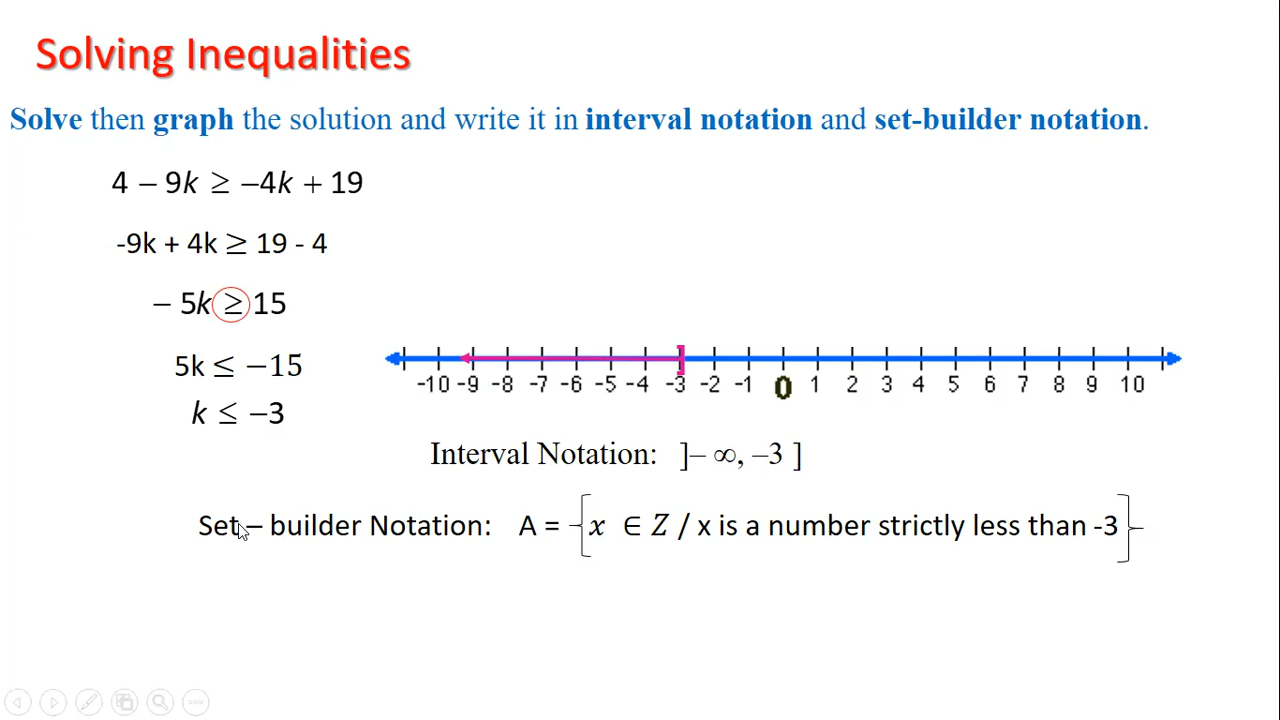 Solving Inequalities
Solve then graph the solution and write it in interval notation and set-builder notation.
4 − 9k ≥ −4k + 19
-9k + 4k ≥ 19 - 4
− 5k ≥ 15
5k ≤ −15
k ≤ −3
-10 -9 -8 -7 -6 -5 -4 -3 -2 -1 0 1 2 3 4 5 6 7 8 9 10
Interval Notation: ]– ∞, –3 ]
Set – builder Notation: A = { x ∈ Z / x is a number strictly less than -3 }